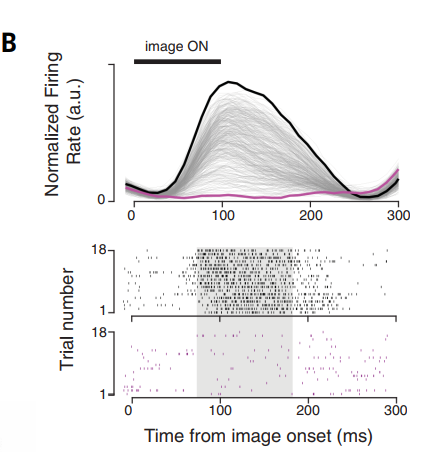 B
image ON
Normalized Firing
Rate (a.u.)
0
0 100 200 300
Trial number
18
1
18
1
0 100 200 300
Time from image onset (ms)